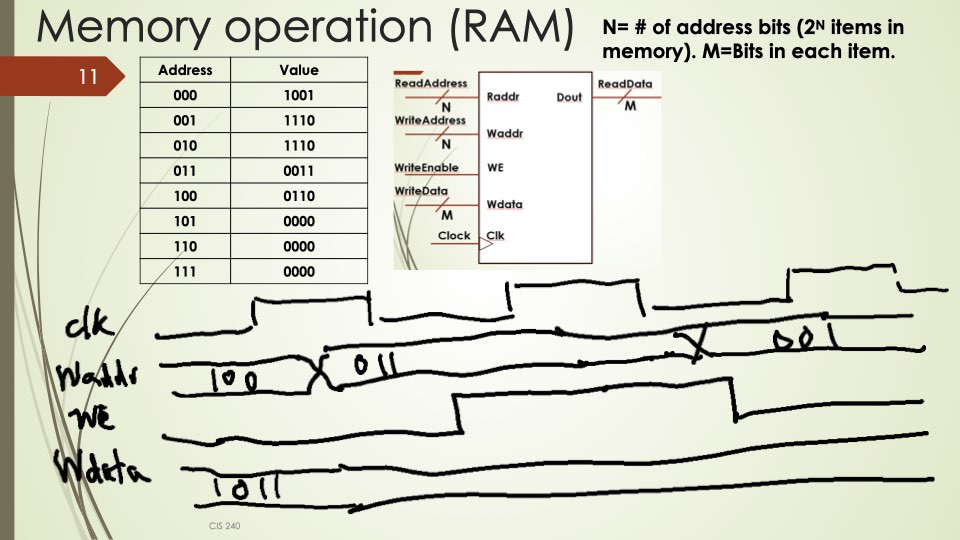 Memory operation (RAM)
N= # of address bits (2ᴺ items in
memory). M=Bits in each item.
11
Address Value
000 1001
001 1110
010 1110
011 0011
100 0110
101 0000
110 0000
111 0000
ReadAddress
N
Raddr
Dout
ReadData
M
WriteAddress
N
Waddr
WriteEnable
WE
WriteData
M
Wdata
Clock
Clk
clk
Waddr 100 011 001
WE
Wdata 1011
CIS 240